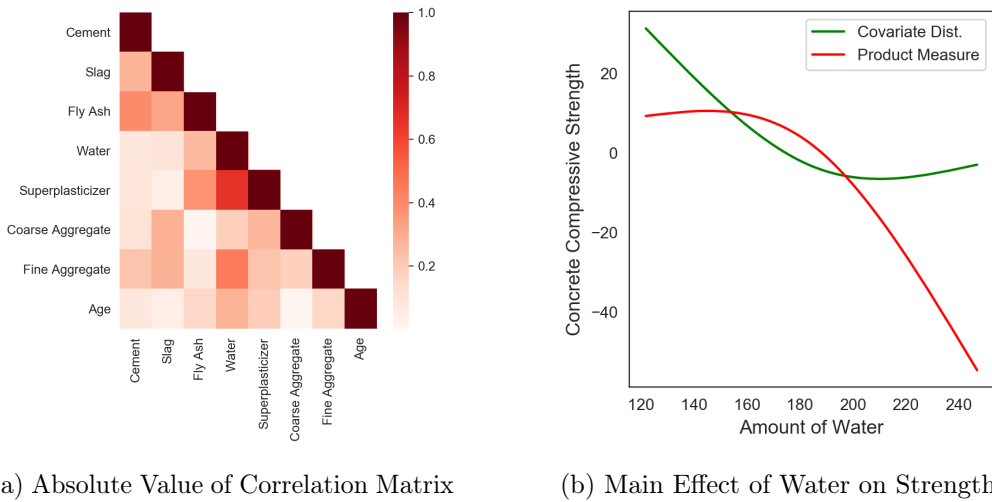 Cement
Slag
Fly Ash
Water
Superplasticizer
Coarse Aggregate
Fine Aggregate
Age
Cement
Slag
Fly Ash
Water
Superplasticizer
Coarse Aggregate
Fine Aggregate
Age
1.0
0.8
0.6
0.4
0.2
a) Absolute Value of Correlation Matrix
Concrete Compressive Strength
20
0
−20
−40
Covariate Dist.
Product Measure
120 140 160 180 200 220 240
Amount of Water
(b) Main Effect of Water on Strength